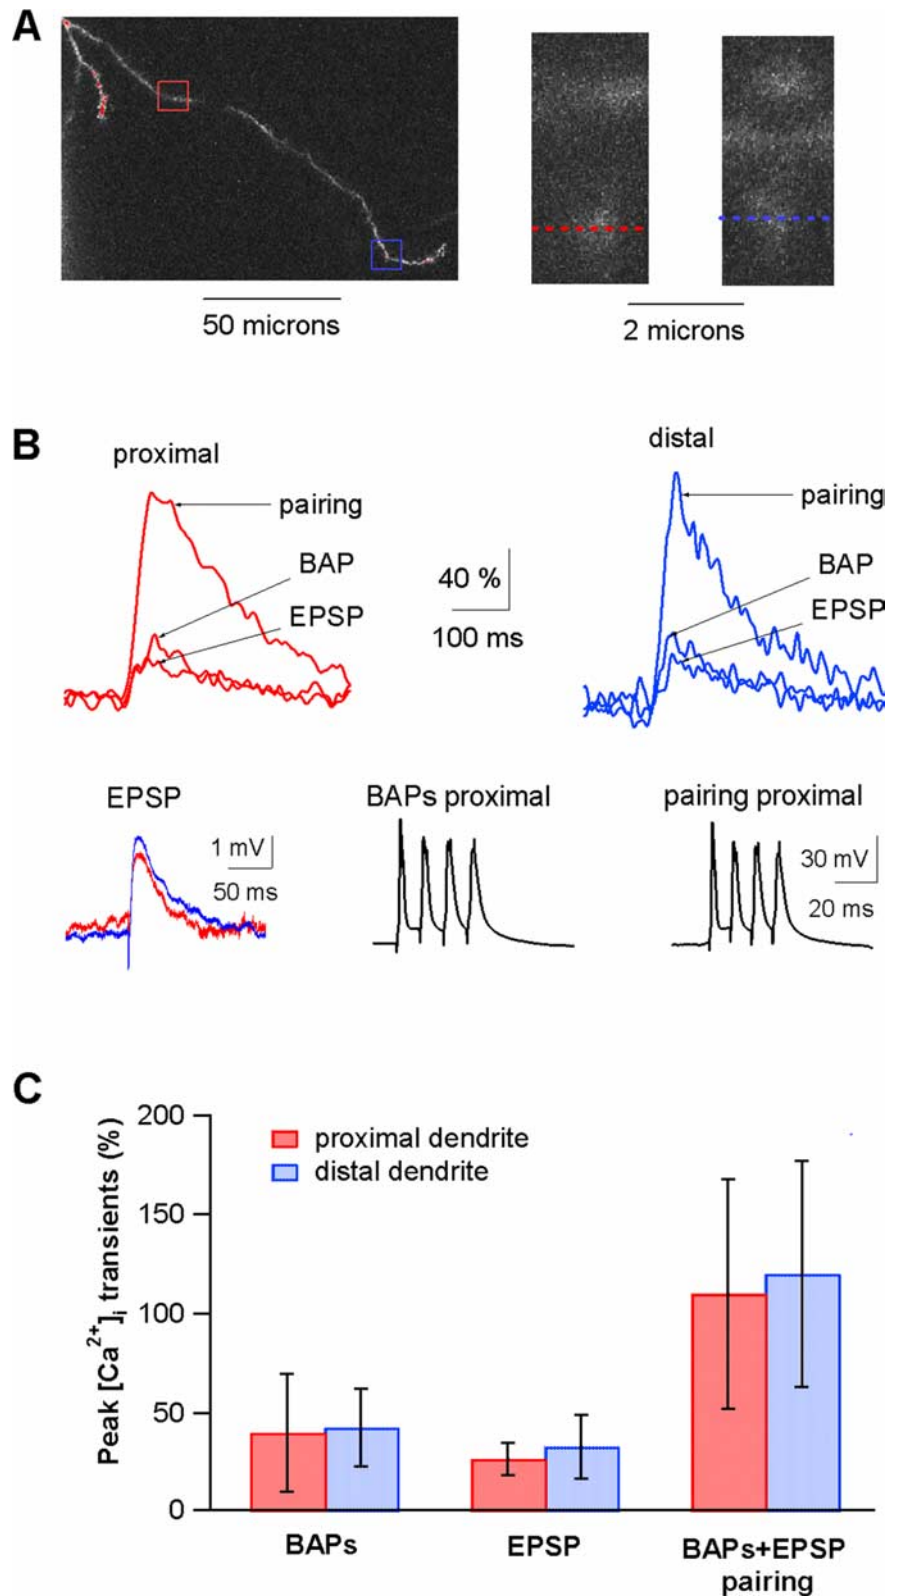 A
50 microns
2 microns
B
proximal
distal
pairing
BAP
EPSP
40 %
100 ms
pairing
BAP
EPSP
EPSP
BAPs proximal
pairing proximal
1 mV
50 ms
30 mV
20 ms
C
Peak [Ca²⁺]ᵢ transients (%)
200
150
100
50
0
proximal dendrite
distal dendrite
BAPs
EPSP
BAPs+EPSP
pairing